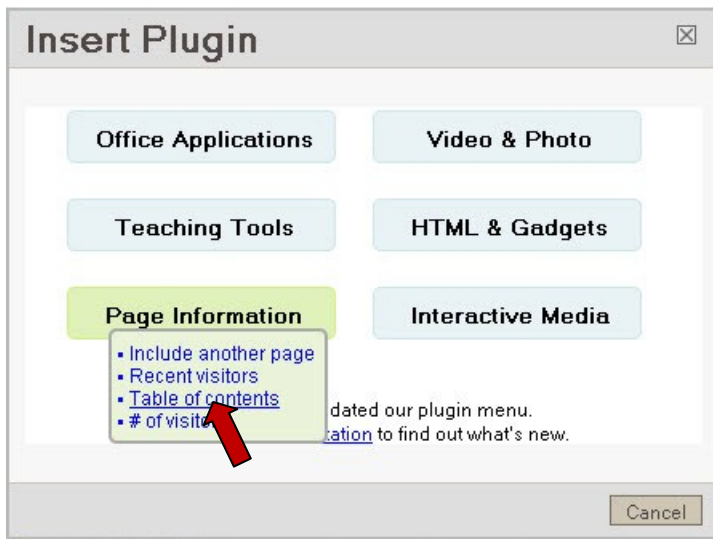 Insert Plugin
Office Applications
Video & Photo
Teaching Tools
HTML & Gadgets
Page Information
Interactive Media
Include another page
Recent visitors
Table of contents
# of
dated our plugin menu.
tation to find out what's new.
Cancel